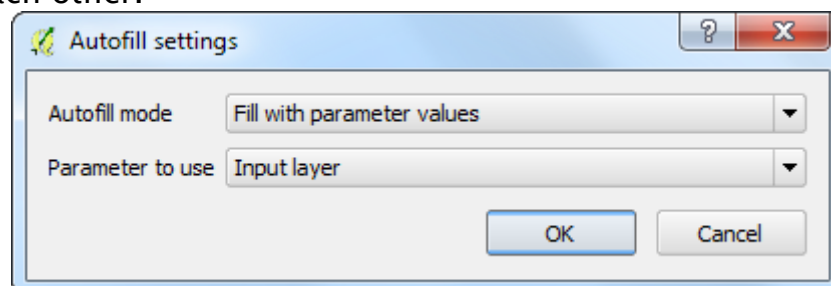 Autofill settings
?
Autofill mode Fill with parameter values
Parameter to use Input layer
OK Cancel